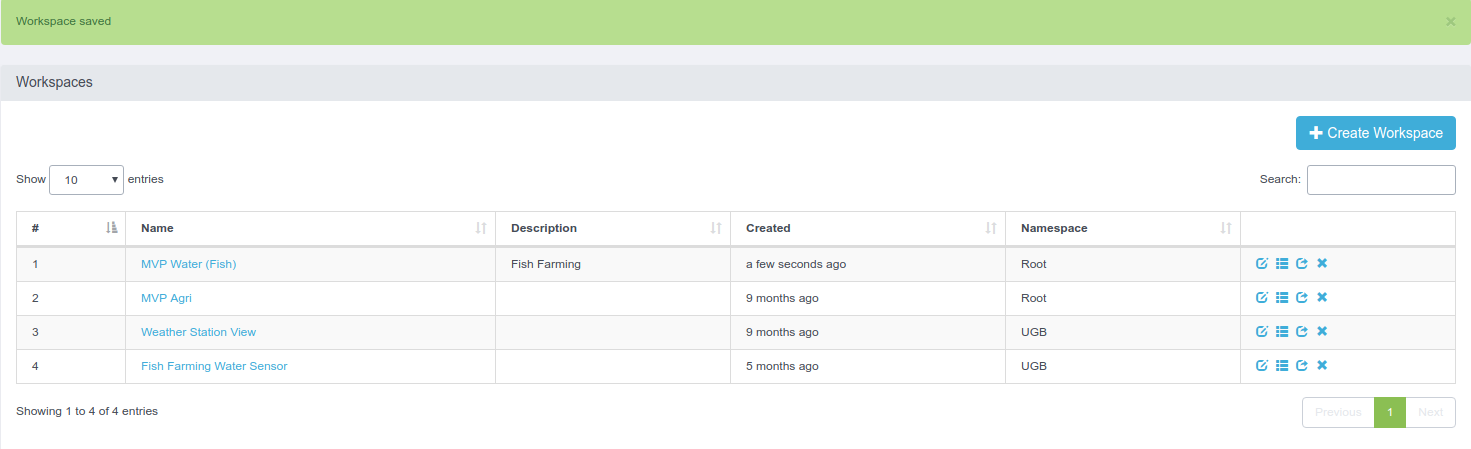 Workspace saved ×
Workspaces
Create Workspace
Show 10 entries Search:
# Name Description Created Namespace
1 MVP Water (Fish) Fish Farming a few seconds ago Root
2 MVP Agri 9 months ago Root
3 Weather Station View 9 months ago UGB
4 Fish Farming Water Sensor 5 months ago UGB
Showing 1 to 4 of 4 entries Previous 1 Next